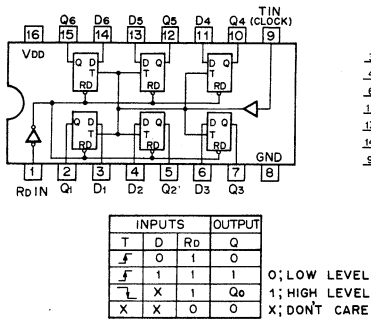 Q6 D6 D5 Q5 D4 Q4 TIN (CLOCK)
16 15 14 13 12 11 10 9
VDD
Q D D Q D Q
T T T
RD RD RD
RD RD RD
T T T
Q D D Q D Q
GND
1 2 3 4 5 6 7 8
RD IN Q1 D1 D2 Q2' D3 Q3
INPUTS OUTPUT
T D RD Q
0 1 0
1 1 1
X 1 Q0
X X 0 0
0; LOW LEVEL
1; HIGH LEVEL
X; DON'T CARE